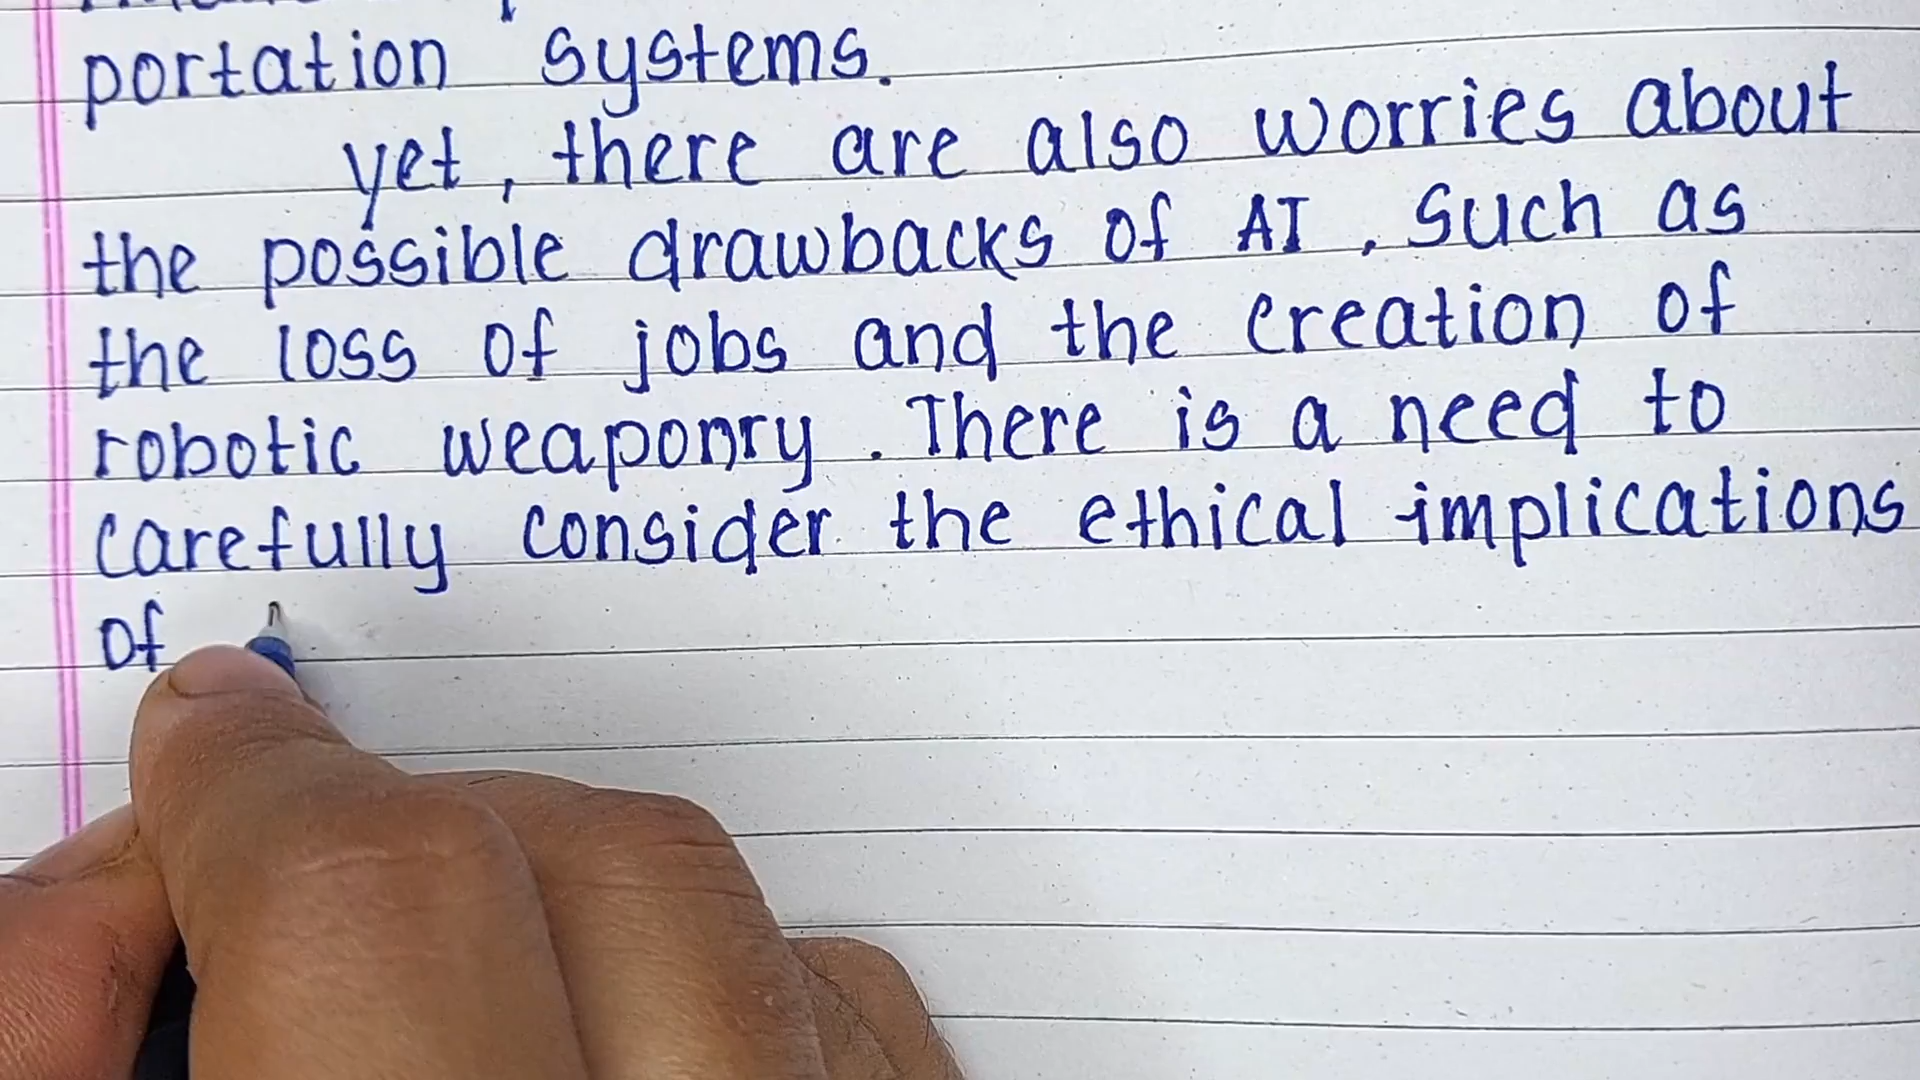 portation systems.
yet, there are also worries about
the possible drawbacks of AI, such as
the loss of jobs and the creation of
robotic weaponry. There is a need to
carefully consider the ethical implications
of